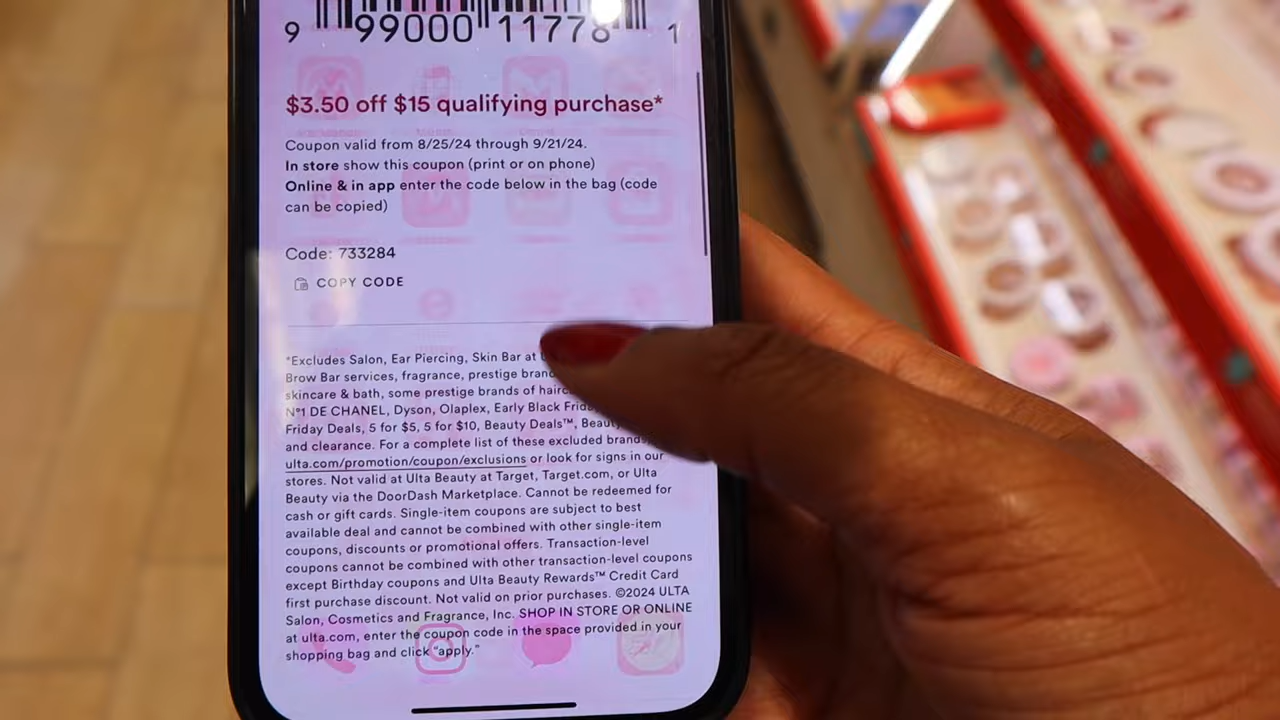 9 99000 11778 1
$3.50 off $15 qualifying purchase*
Coupon valid from 8/25/24 through 9/21/24.
In store show this coupon (print or on phone)
Online & in app enter the code below in the bag (code
can be copied)
Code: 733284
COPY CODE
*Excludes Salon, Ear Piercing, Skin Bar at
Brow Bar services, fragrance, prestige
skincare & bath, some prestige brands of
N°1 DE CHANEL, Dyson, Olaplex, Early Black
Friday Deals, 5 for $5, 5 for $10, Beauty Deals™,
and clearance. For a complete list of these excluded
ulta.com/promotion/coupon/exclusions or look for signs in our
stores. Not valid at Ulta Beauty at Target, Target.com, or Ulta
Beauty via the DoorDash Marketplace. Cannot be redeemed for
cash or gift cards. Single-item coupons are subject to best
available deal and cannot be combined with other single-item
coupons, discounts or promotional offers. Transaction-level
coupons cannot be combined with other transaction-level coupons
except Birthday coupons and Ulta Beauty Rewards™ Credit Card
first purchase discount. Not valid on prior purchases. ©2024 ULTA
Salon, Cosmetics and Fragrance, Inc. SHOP IN STORE OR ONLINE
at ulta.com, enter the coupon code in the space provided in your
shopping bag and click "apply."